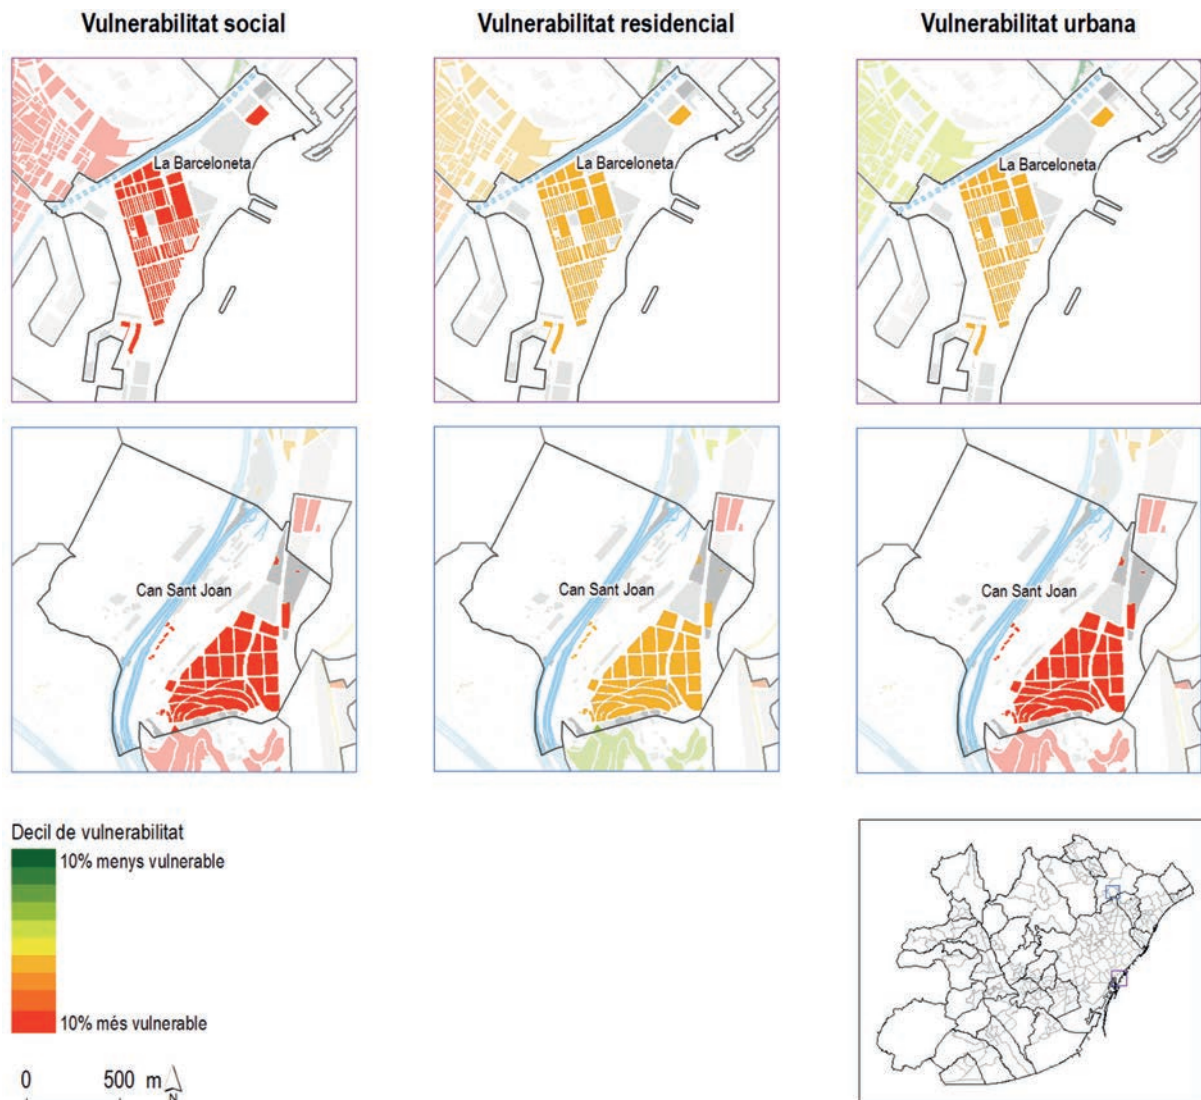 Vulnerabilitat social
Vulnerabilitat residencial
Vulnerabilitat urbana
La Barceloneta
La Barceloneta
La Barceloneta
Can Sant Joan
Can Sant Joan
Can Sant Joan
Decil de vulnerabilitat
10% menys vulnerable
10% més vulnerable
0 500 m
N